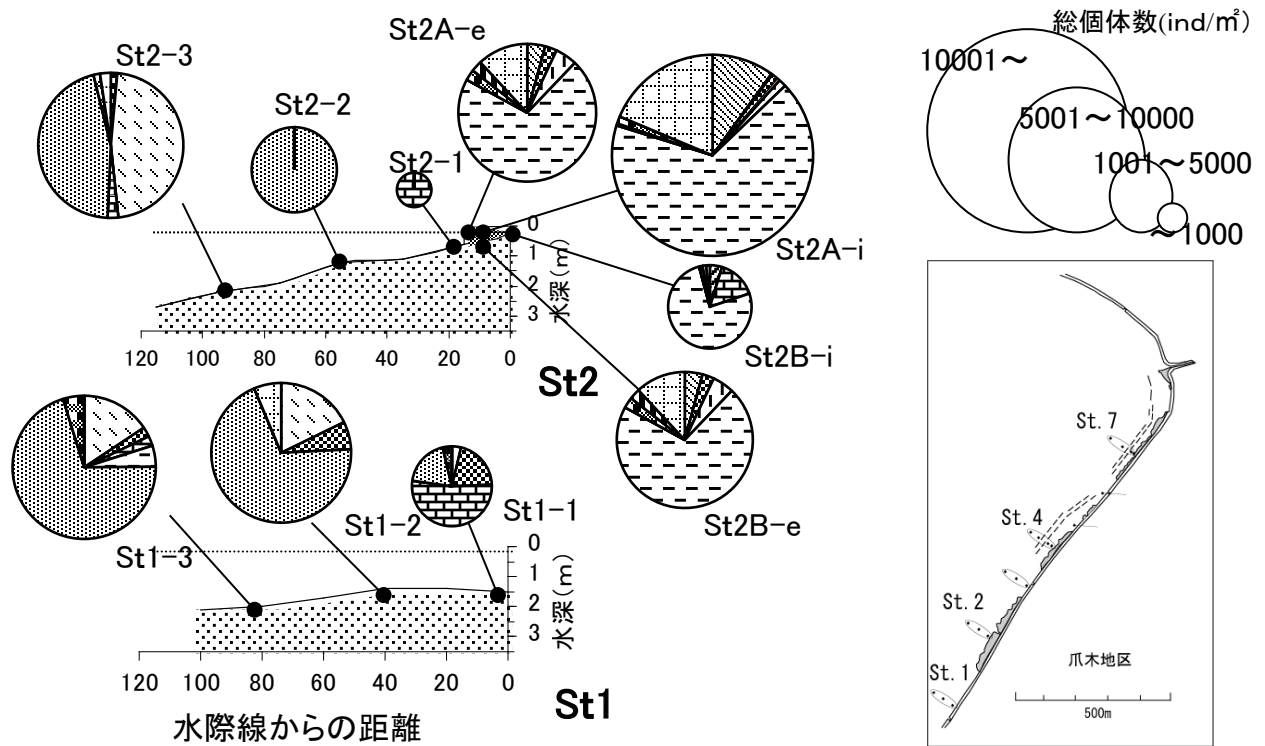 St2-3
St2-2
St2A-e
St2-1
St2A-i
St2B-i
St2B-e
0
1
2
3
水深(m)
120 100 80 60 40 20 0
St2
St1-3
St1-2
St1-1
0
1
2
3
水深(m)
120 100 80 60 40 20 0
St1
水際線からの距離
総個体数(ind/㎡)
10001～
5001～10000
1001～5000
～1000
St. 7
St. 4
St. 2
St. 1
爪木地区
500m